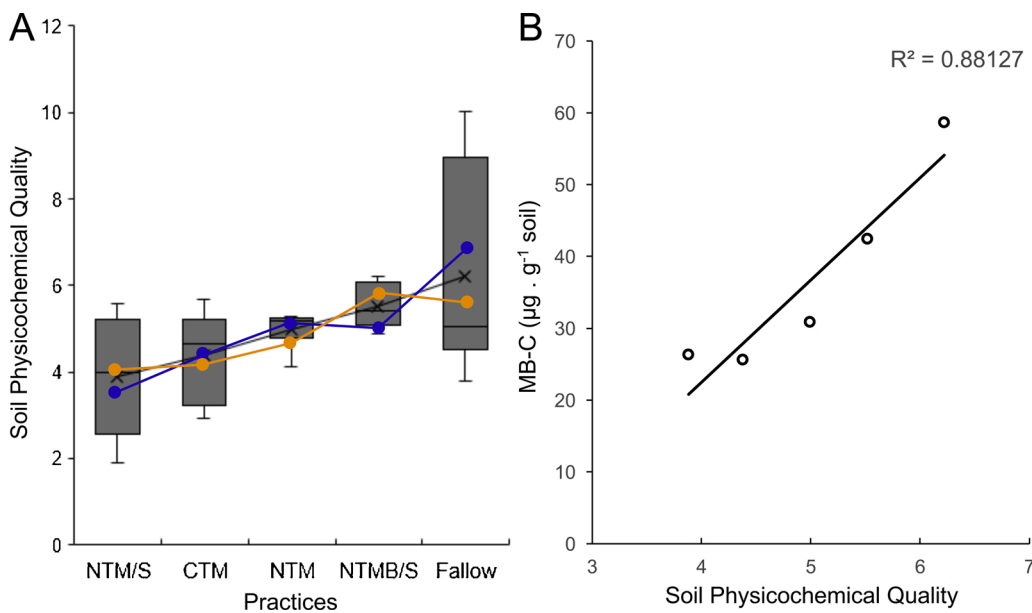 A
Soil Physicochemical Quality
12
10
8
6
4
2
0
NTM/S CTM NTM NTMB/S Fallow
Practices
B
R² = 0.88127
MB-C (µg . g⁻¹ soil)
70
60
50
40
30
20
10
0
3 4 5 6 7
Soil Physicochemical Quality